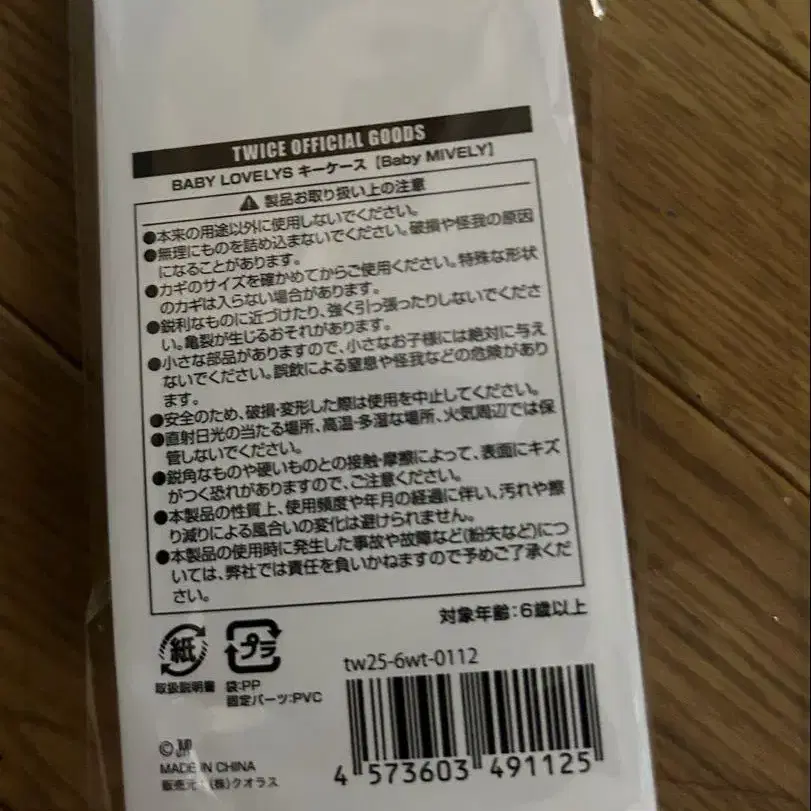 TWICE OFFICIAL GOODS
BABY LOVELYS キーケース [Baby MiVELY]
製品お取り扱い上の注意
●本来の用途以外に使用しないでください。
●無理にものを詰め込まないでください。破損や怪我の原因
になることがあります。
●カギのサイズを確かめてからご使用ください。特殊な形状
のカギは入らない場合があります。
●鋭利なものに近づけたり、強く引っ張ったりしないでくださ
い。亀裂が生じるおそれがあります。
●小さな部品がありますので、小さなお子様には絶対に与え
ないでください。誤飲による窒息や怪我などの危険があり
ます。
●安全のため、破損・変形した際は使用を中止してください。
●直射日光の当たる場所、高温・多湿な場所、火気周辺では保
管しないでください。
●鋭角なものや硬いものとの接触・摩擦によって、表面にキズ
がつく恐れがありますので、ご注意ください。
●本製品の性質上、使用頻度や年月の経過に伴い、汚れや擦
り減りによる風合いの変化は避けられません。
●本製品の使用時に発生した事故や故障など(紛失など)につ
いては、弊社では責任を負いかねますので予めご了承くだ
さい。
対象年齢:6歳以上
紙
取扱説明書
プラ
袋:PP
固定パーツ:PVC
tw25-6wt-0112
4 573603 491125
©
MADE IN CHINA
販売元:(株)クオラス